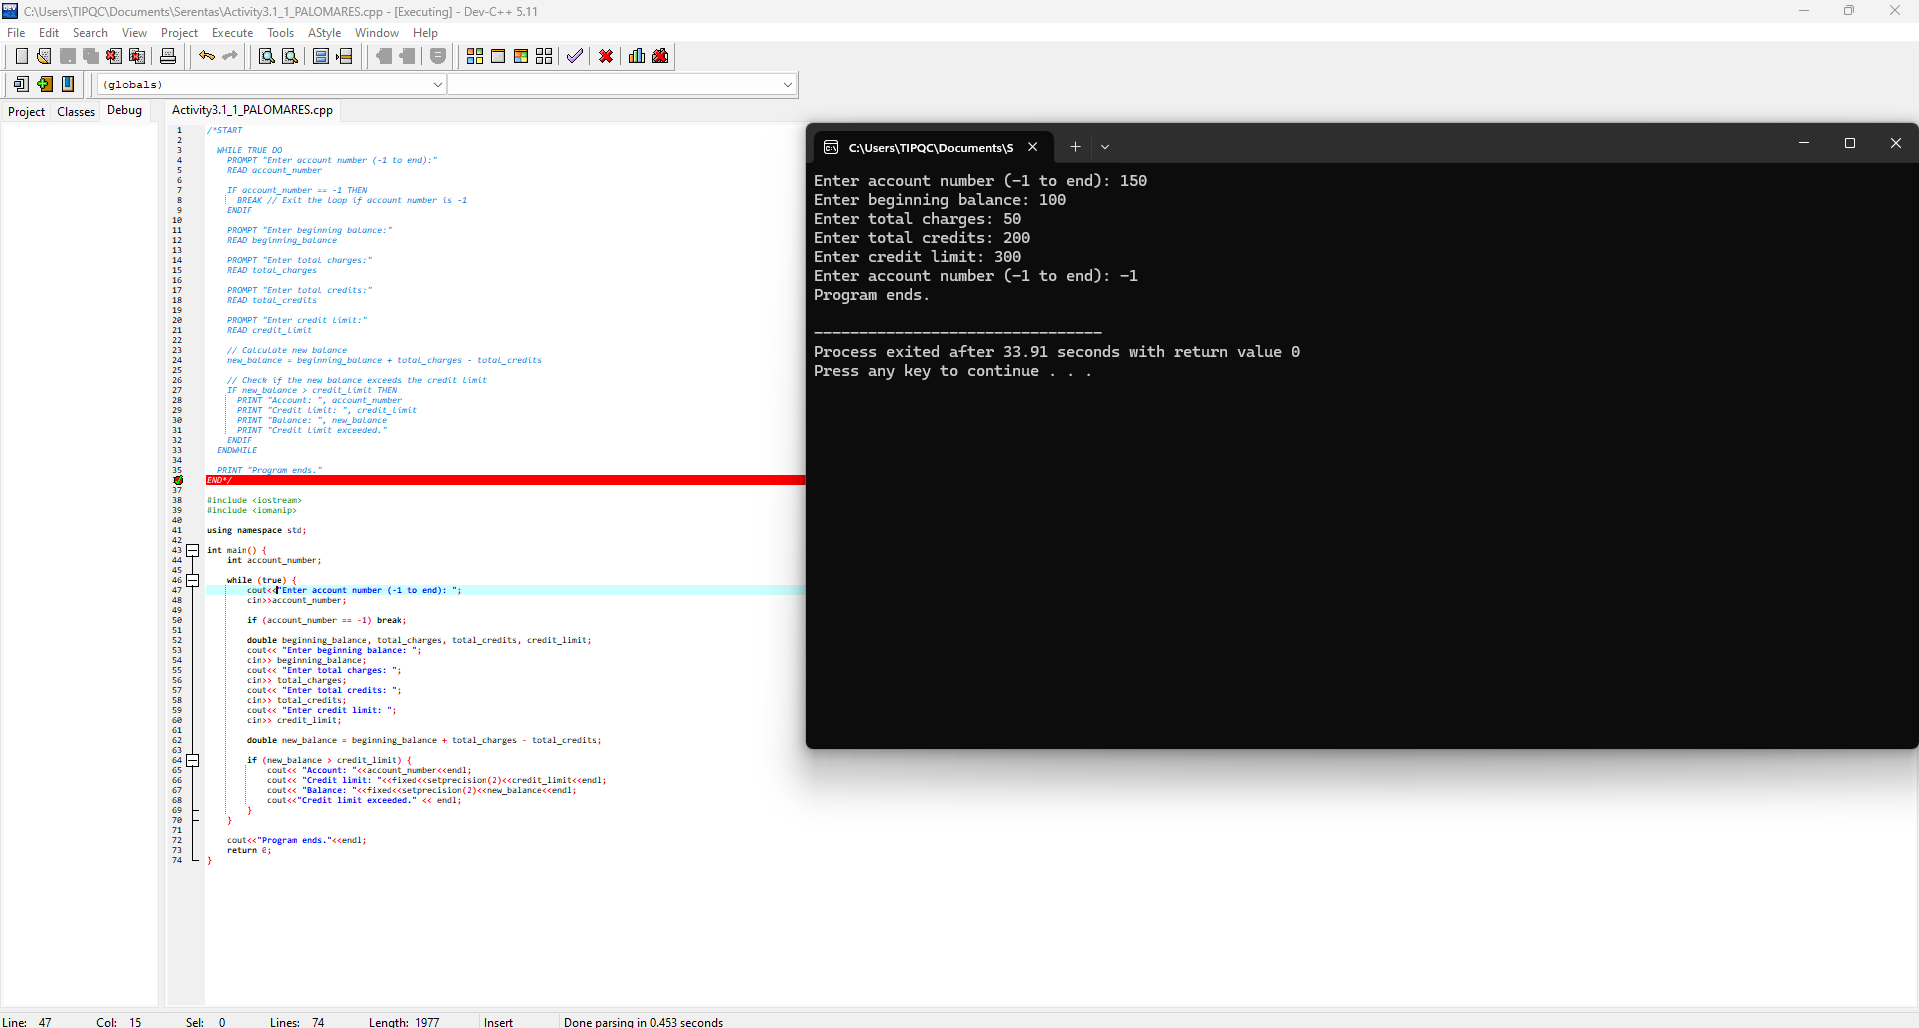 C:\Users\TIPQC\Documents\Serentas\Activity3.1_1_PALOMARES.cpp - [Executing] - Dev-C++ 5.11
File Edit Search View Project Execute Tools AStyle Window Help
(globals)
Project Classes Debug
Activity3.1_1_PALOMARES.cpp
1 /*START
2
3 WHILE TRUE DO
4 PROMPT "Enter account number (-1 to end):"
5 READ account_number
6
7 IF account_number == -1 THEN
8 BREAK // Exit the loop if account number is -1
9 ENDIF
10
11 PROMPT "Enter beginning balance:"
12 READ beginning_balance
13
14 PROMPT "Enter total charges:"
15 READ total_charges
16
17 PROMPT "Enter total credits:"
18 READ total_credits
19
20 PROMPT "Enter credit limit:"
21 READ credit_limit
22
23 // Calculate new balance
24 new_balance = beginning_balance + total_charges - total_credits
25
26 // Check if the new balance exceeds the credit limit
27 IF new_balance > credit_limit THEN
28 PRINT "Account: ", account_number
29 PRINT "Credit limit: ", credit_limit
30 PRINT "Balance: ", new_balance
31 PRINT "Credit limit exceeded."
32 ENDIF
33 ENDWHILE
34
35 PRINT "Program ends."
END*/
37
38 #include <iostream>
39 #include <iomanip>
40
41 using namespace std;
42
43 int main() {
44 int account_number;
45
46 while (true) {
47 cout<<"Enter account number (-1 to end): ";
48 cin>>account_number;
49
50 if (account_number == -1) break;
51
52 double beginning_balance, total_charges, total_credits, credit_limit;
53 cout<< "Enter beginning balance: ";
54 cin>> beginning_balance;
55 cout<< "Enter total charges: ";
56 cin>> total_charges;
57 cout<< "Enter total credits: ";
58 cin>> total_credits;
59 cout<< "Enter credit limit: ";
60 cin>> credit_limit;
61
62 double new_balance = beginning_balance + total_charges - total_credits;
63
64 if (new_balance > credit_limit) {
65 cout<< "Account: "<<account_number<<endl;
66 cout<< "Credit limit: "<<fixed<<setprecision(2)<<credit_limit<<endl;
67 cout<< "Balance: "<<fixed<<setprecision(2)<<new_balance<<endl;
68 cout<<"Credit limit exceeded." << endl;
69 }
70 }
71
72 cout<<"Program ends."<<endl;
73 return 0;
74 }
C:\Users\TIPQC\Documents\S
Enter account number (-1 to end): 150
Enter beginning balance: 100
Enter total charges: 50
Enter total credits: 200
Enter credit limit: 300
Enter account number (-1 to end): -1
Program ends.
--------------------------------
Process exited after 33.91 seconds with return value 0
Press any key to continue . . .
Line: 47 Col: 15 Sel: 0 Lines: 74 Length: 1977 Insert Done parsing in 0.453 seconds